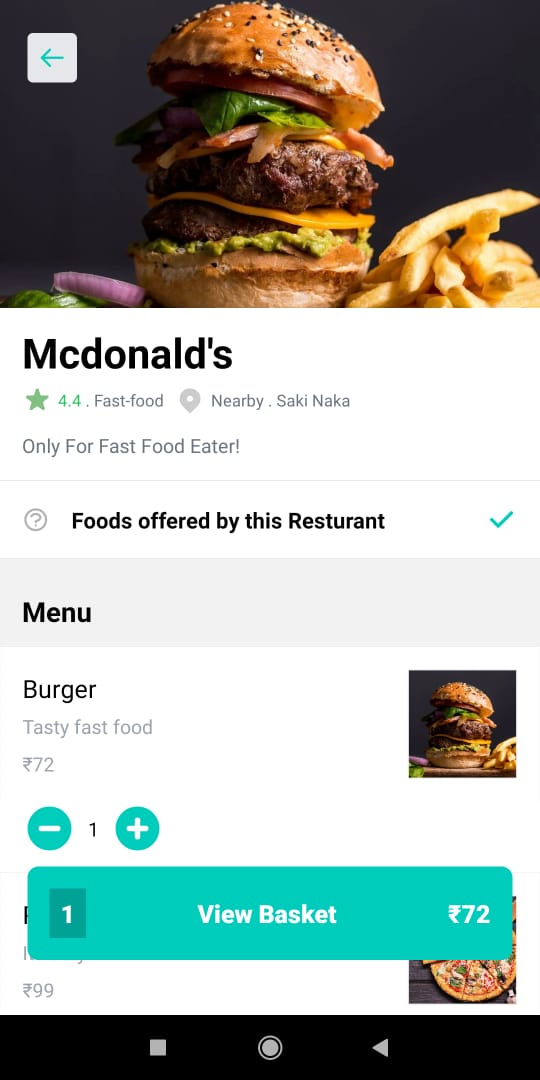 Mcdonald's
4.4 . Fast-food Nearby . Saki Naka
Only For Fast Food Eater!
Foods offered by this Resturant
Menu
Burger
Tasty fast food
₹72
1
1 View Basket ₹72
₹99